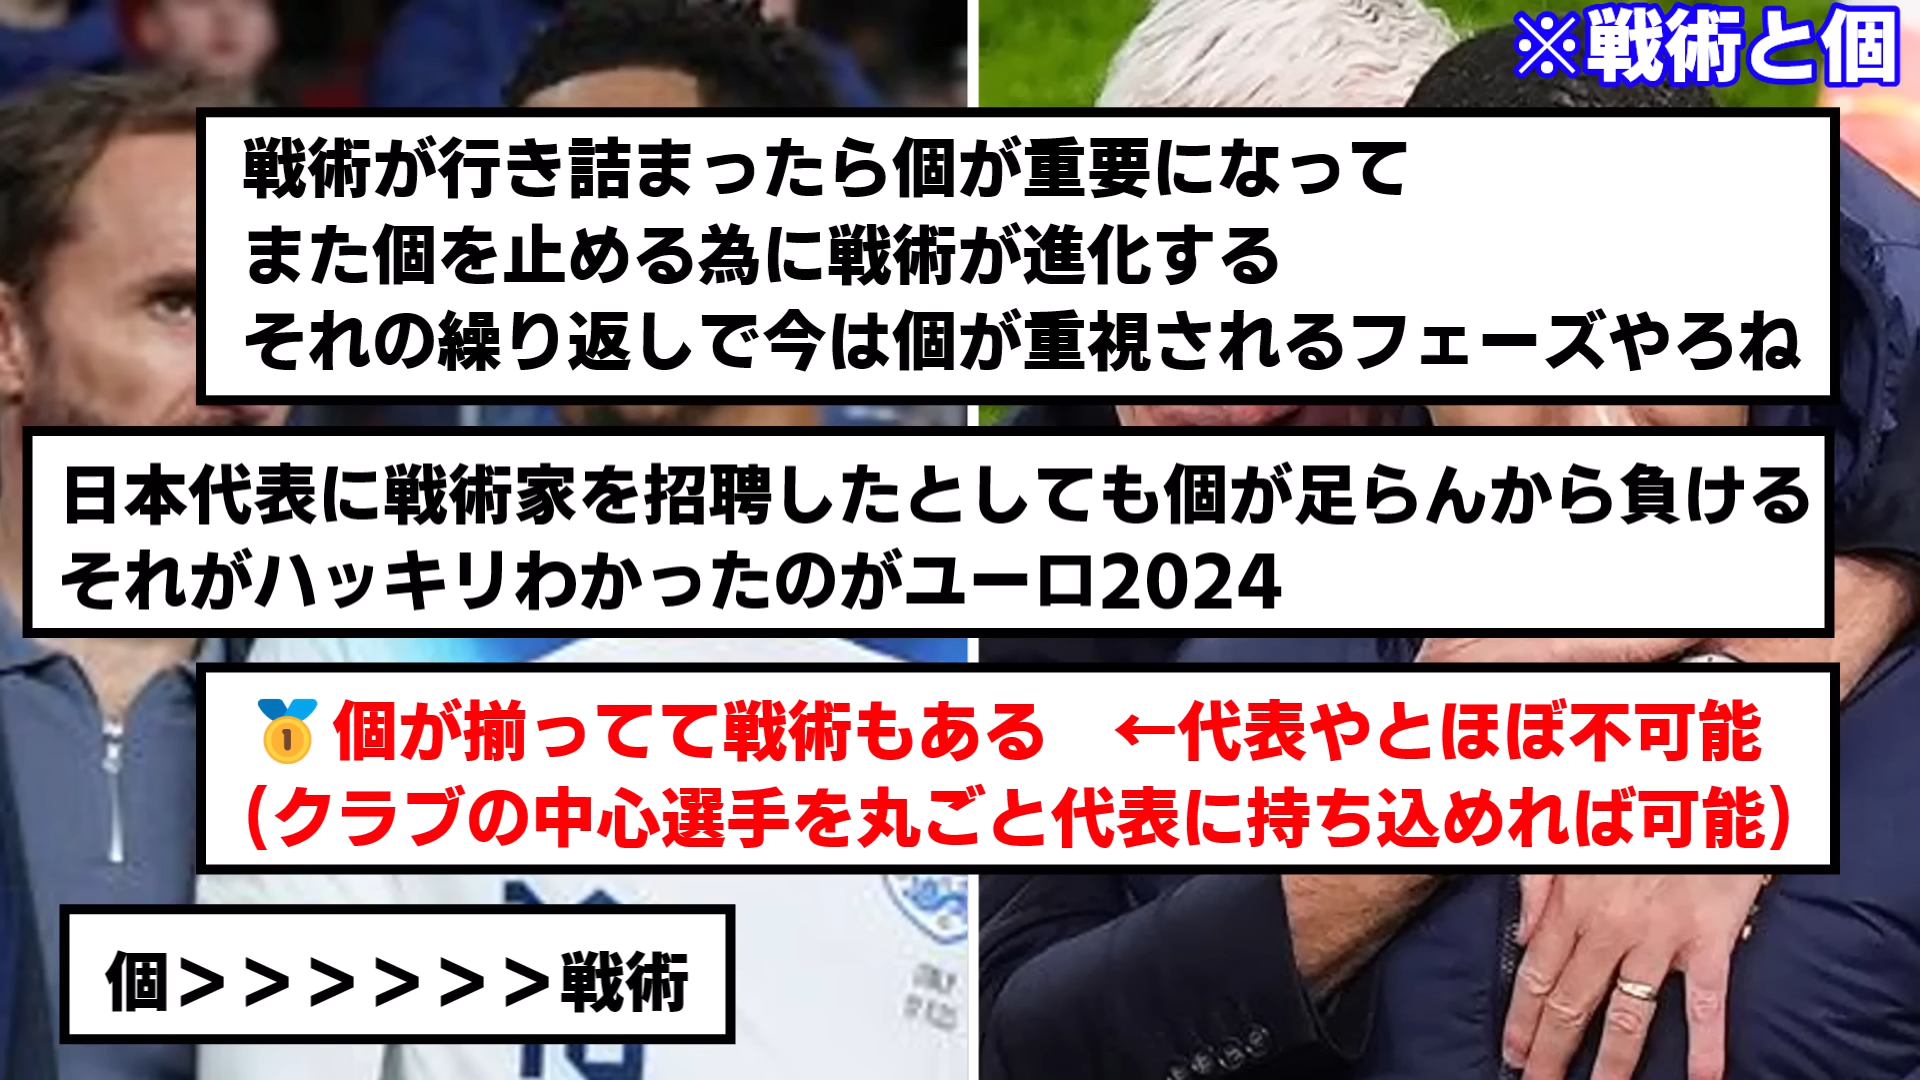 ※戦術と個
戦術が行き詰まったら個が重要になって
また個を止める為に戦術が進化する
それの繰り返しで今は個が重視されるフェーズやろね
日本代表に戦術家を招聘したとしても個が足らんから負ける
それがハッキリわかったのがユーロ2024
🥇個が揃ってて戦術もある　←代表やとほぼ不可能
(クラブの中心選手を丸ごと代表に持ち込めれば可能)
個＞＞＞＞＞＞戦術